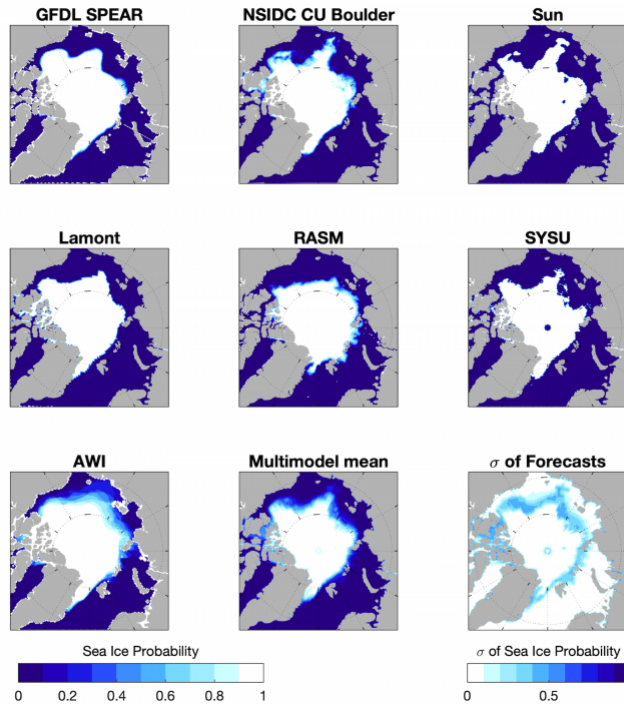 GFDL SPEAR NSIDC CU Boulder Sun
Lamont RASM SYSU
AWI Multimodel mean σ of Forecasts
Sea Ice Probability σ of Sea Ice Probability
0 0.2 0.4 0.6 0.8 1 0 0.5